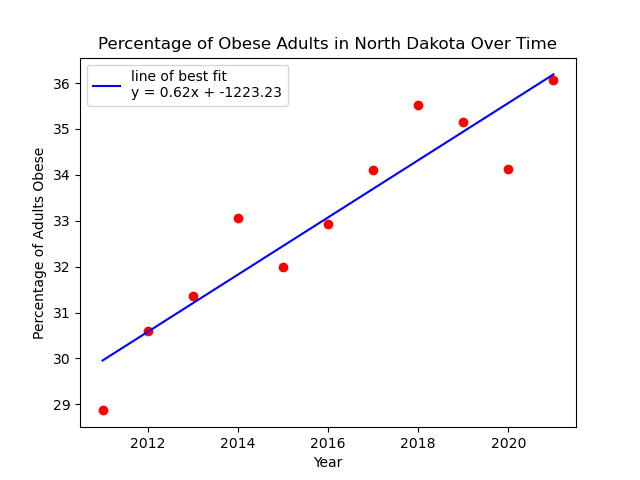 Percentage of Obese Adults in North Dakota Over Time
line of best fit
y = 0.62x + -1223.23
36
35
34
33
32
31
30
29
Percentage of Adults Obese
2012 2014 2016 2018 2020
Year